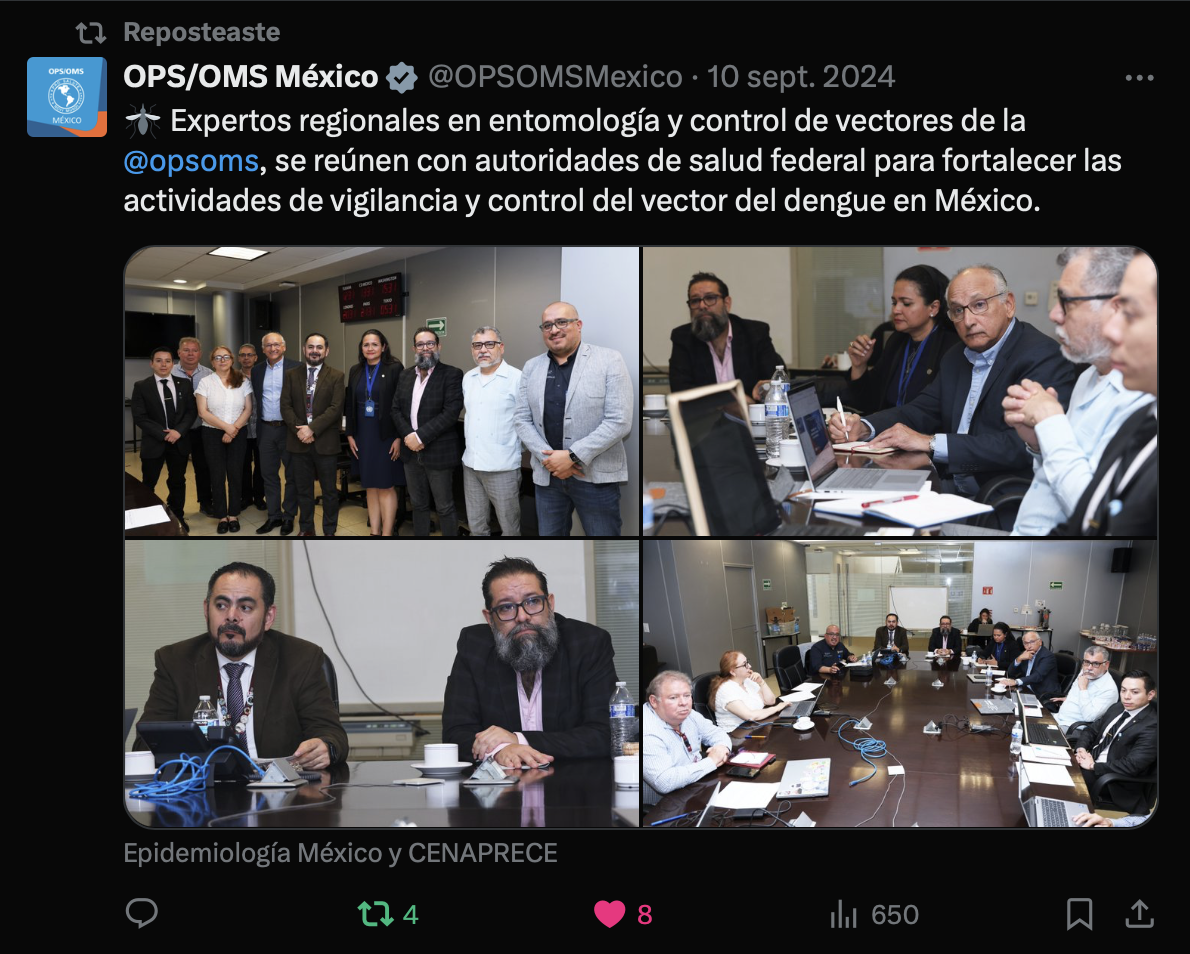 Reposteaste
OPS/OMS México @OPSOMSMexico · 10 sept. 2024
OPS/OMS
MÉXICO
🦟 Expertos regionales en entomología y control de vectores de la
@opsoms, se reúnen con autoridades de salud federal para fortalecer las
actividades de vigilancia y control del vector del dengue en México.
Epidemiología México y CENAPRECE
4
8
650